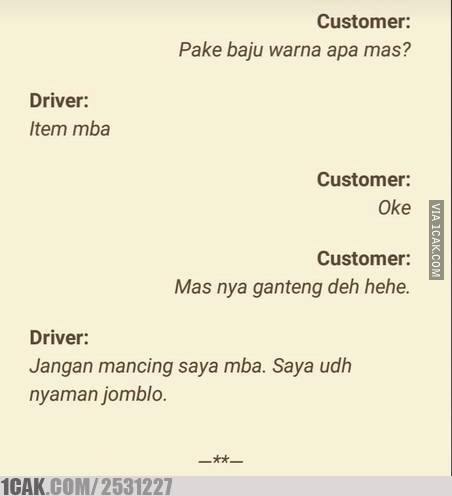 Customer:
Pake baju warna apa mas?
Driver:
Item mba
Customer:
Oke
Customer:
Mas nya ganteng deh hehe.
Driver:
Jangan mancing saya mba. Saya udh
nyaman jomblo.
—**—
VIA 1CAK.COM
1CAK.COM/2531227